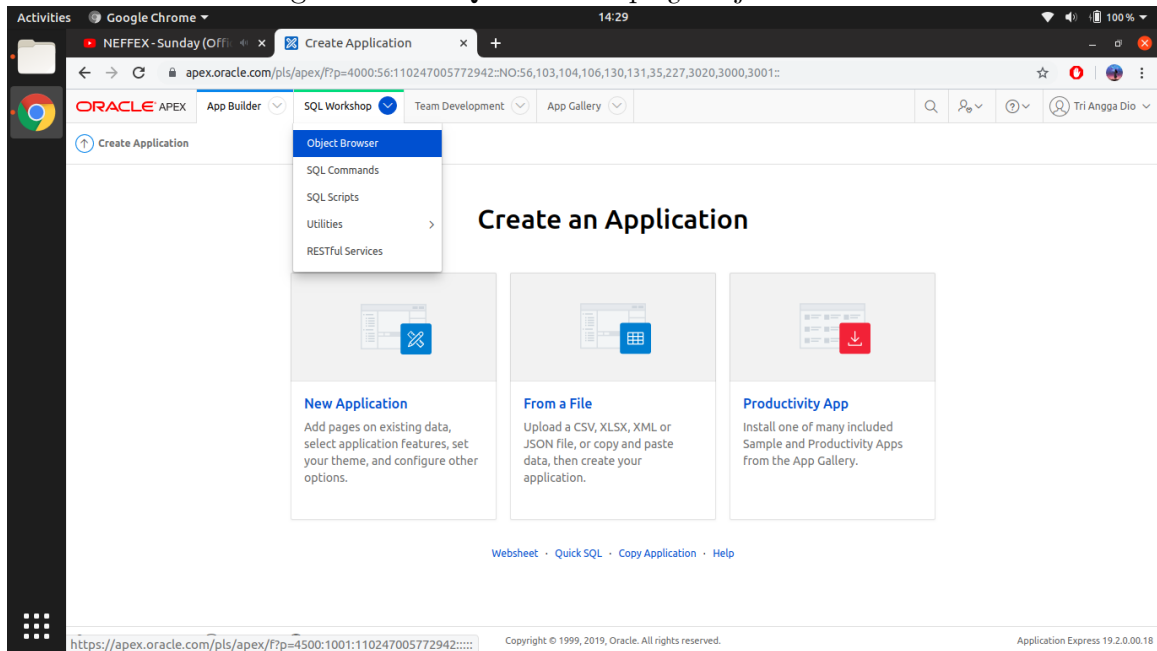 Activities Google Chrome 14:29 100 %
NEFFEX - Sunday (Offi Create Application
apex.oracle.com/pls/apex/f?p=4000:56:110247005772942::NO:56,103,104,106,130,131,35,227,3020,3000,3001::
ORACLE APEX App Builder SQL Workshop Team Development App Gallery Tri Angga Dio
Create Application
Object Browser
SQL Commands
SQL Scripts
Utilities
RESTful Services
Create an Application
New Application
Add pages on existing data,
select application features, set
your theme, and configure other
options.
From a File
Upload a CSV, XLSX, XML or
JSON file, or copy and paste
data, then create your
application.
Productivity App
Install one of many included
Sample and Productivity Apps
from the App Gallery.
Websheet · Quick SQL · Copy Application · Help
https://apex.oracle.com/pls/apex/f?p=4500:1001:110247005772942::::: Copyright © 1999, 2019, Oracle. All rights reserved. Application Express 19.2.0.00.18